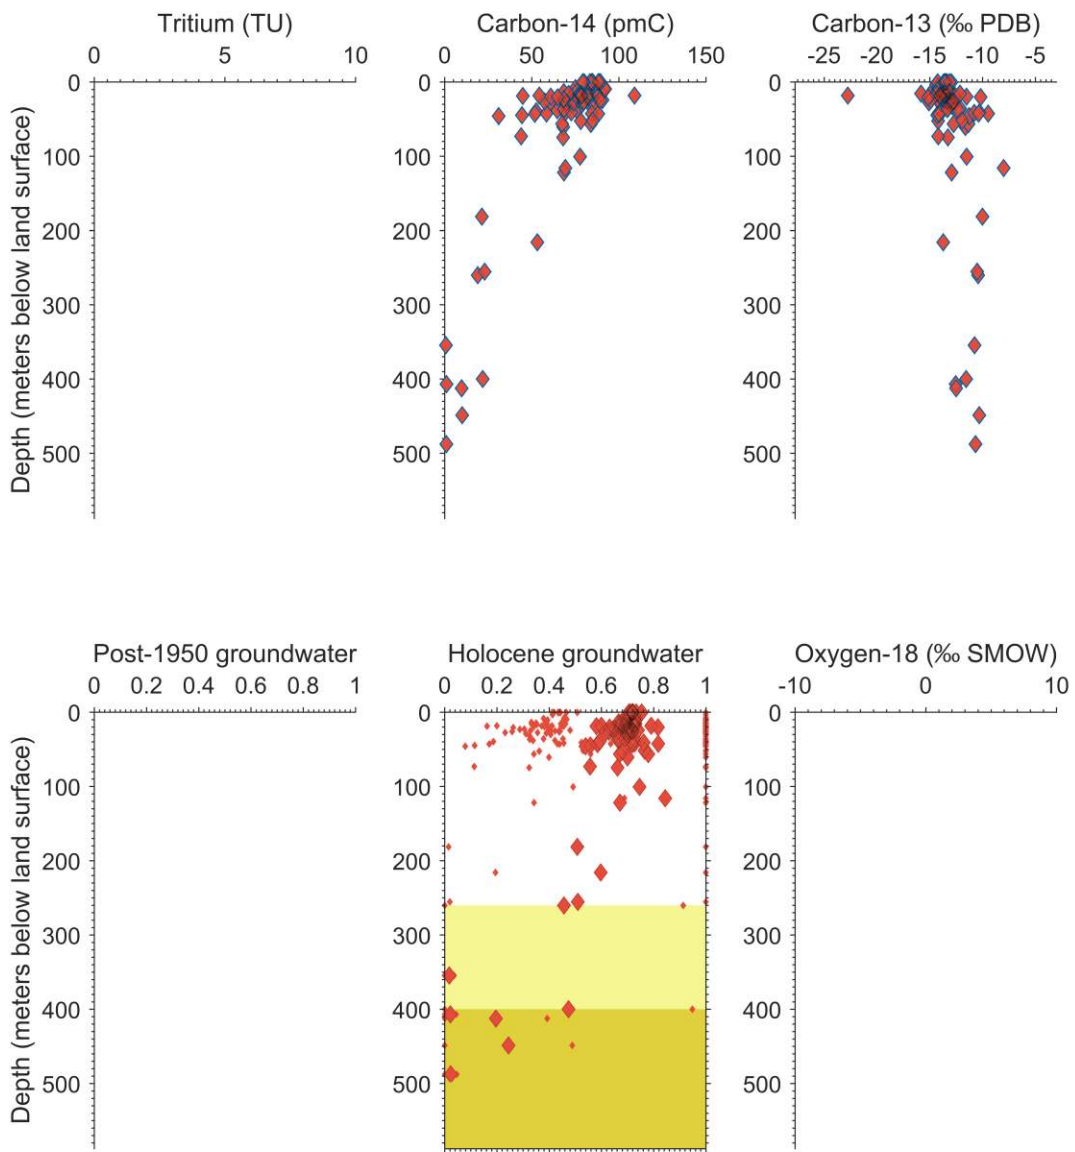 Tritium (TU) Carbon-14 (pmC) Carbon-13 (‰ PDB)
0 5 10 0 50 100 150 -25 -20 -15 -10 -5
0 0 0
100 100 100
200 200 200
300 300 300
400 400 400
500 500 500
Depth (meters below land surface)
Post-1950 groundwater Holocene groundwater Oxygen-18 (‰ SMOW)
0 0.2 0.4 0.6 0.8 1 0 0.2 0.4 0.6 0.8 1 -10 0 10
0 0 0
100 100 100
200 200 200
300 300 300
400 400 400
500 500 500
Depth (meters below land surface)